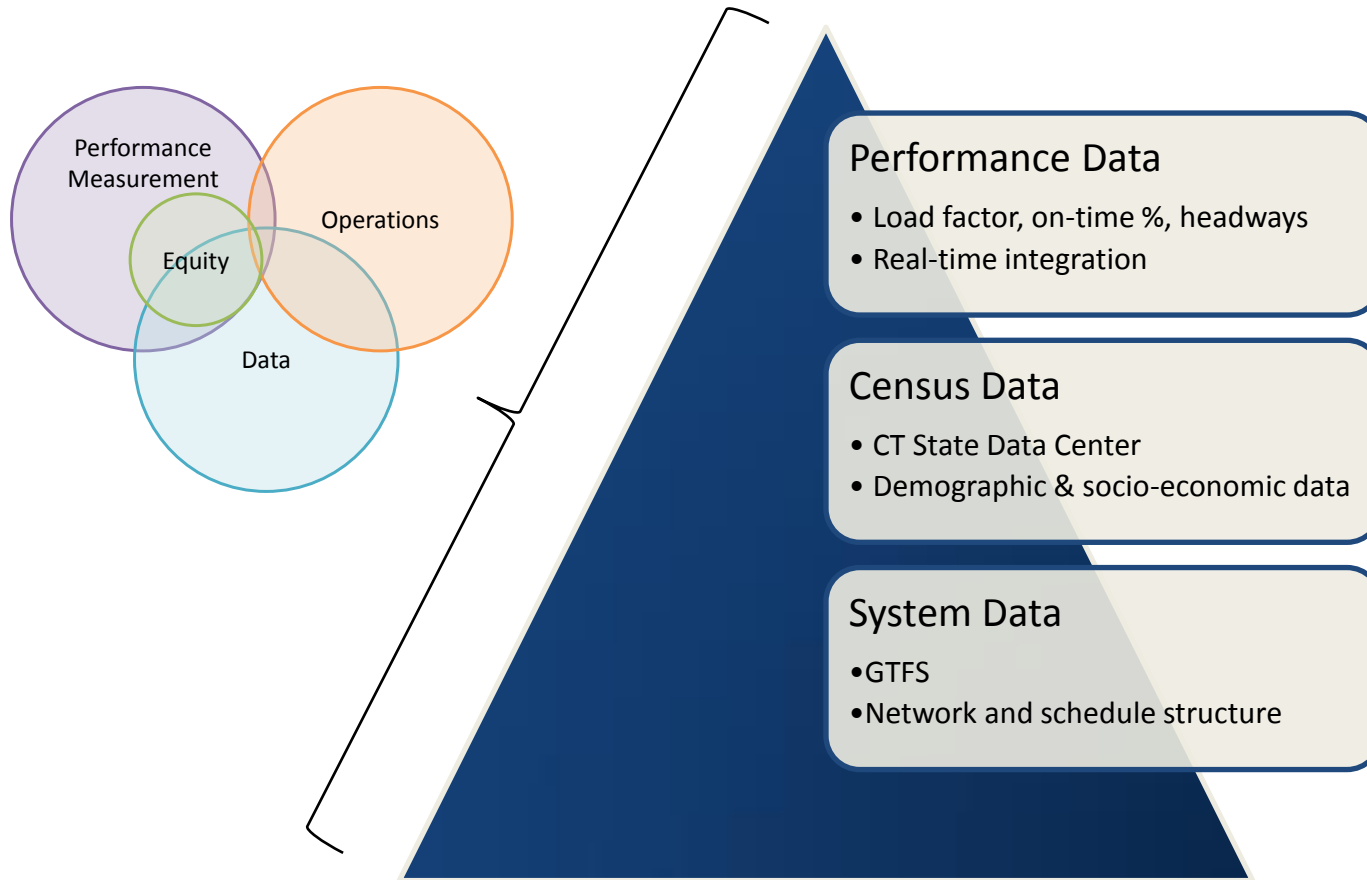 Performance
Measurement
Operations
Equity
Data
Performance Data
• Load factor, on-time %, headways
• Real-time integration
Census Data
• CT State Data Center
• Demographic & socio-economic data
System Data
•GTFS
•Network and schedule structure